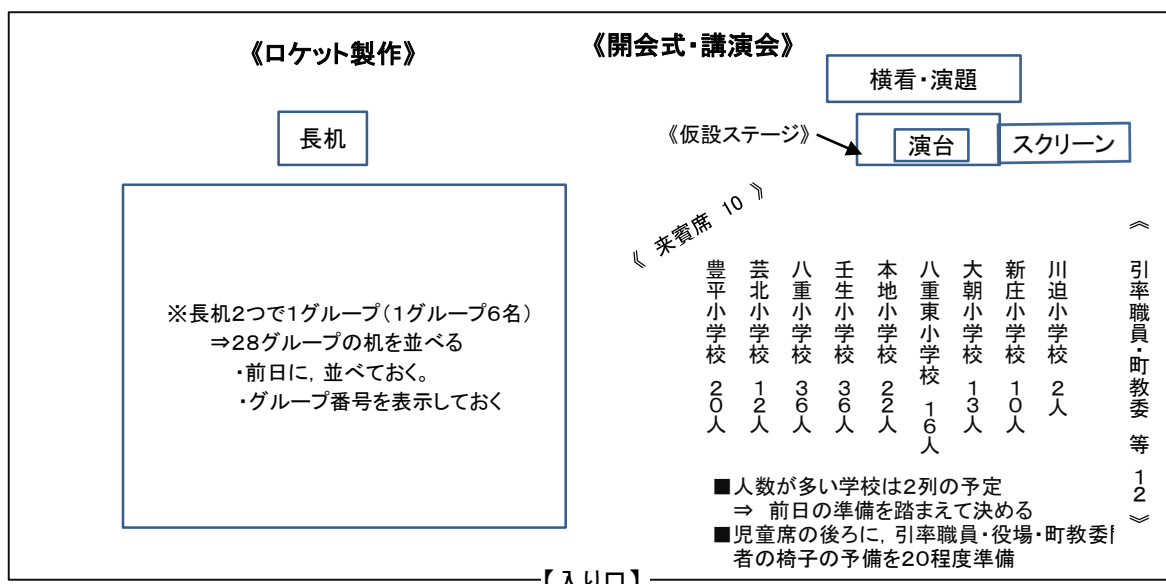 《ロケット製作》
長机
※長机2つで1グループ(1グループ6名)
⇒28グループの机を並べる
・前日に,並べておく。
・グループ番号を表示しておく
《開会式・講演会》
横看・演題
《仮設ステージ》
演台
スクリーン
《 来賓席 10 》
豊平小学校 20人
芸北小学校 12人
八重小学校 36人
壬生小学校 36人
本地小学校 22人
八重東小学校 16人
大朝小学校 13人
新庄小学校 10人
川迫小学校 2人
《 引率職員・町教委 等 12 》
■人数が多い学校は2列の予定
⇒ 前日の準備を踏まえて決める
■児童席の後ろに,引率職員・役場・町教委
者の椅子の予備を20程度準備
【入り口】